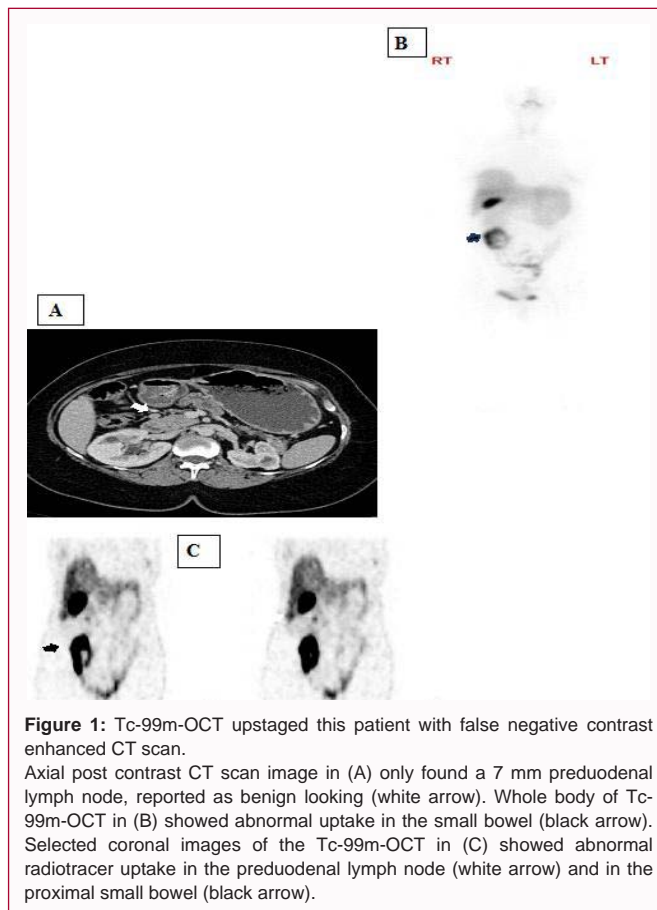 B
RT LT
A
C
Figure 1: Tc-99m-OCT upstaged this patient with false negative contrast
enhanced CT scan.
Axial post contrast CT scan image in (A) only found a 7 mm preduodenal
lymph node, reported as benign looking (white arrow). Whole body of Tc-
99m-OCT in (B) showed abnormal uptake in the small bowel (black arrow).
Selected coronal images of the Tc-99m-OCT in (C) showed abnormal
radiotracer uptake in the preduodenal lymph node (white arrow) and in the
proximal small bowel (black arrow).